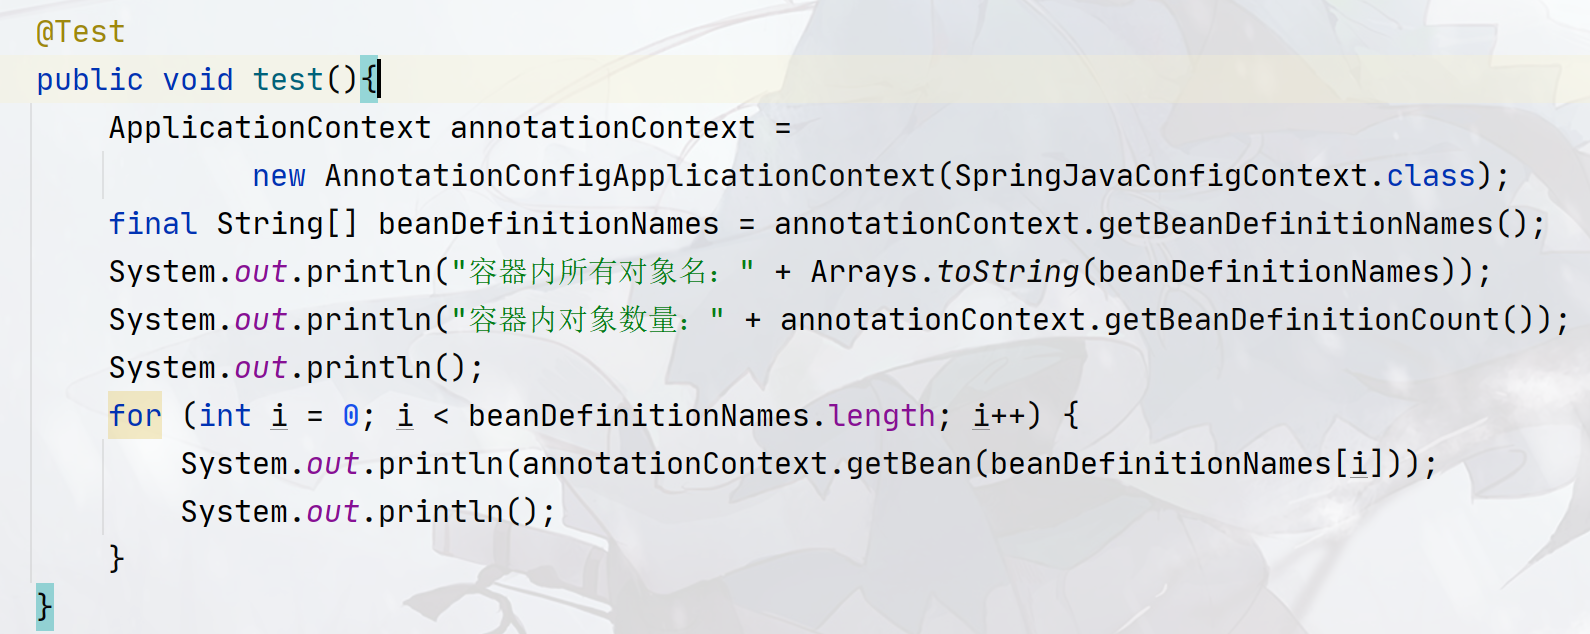 @Test
public void test(){
ApplicationContext annotationContext =
new AnnotationConfigApplicationContext(SpringJavaConfigContext.class);
final String[] beanDefinitionNames = annotationContext.getBeanDefinitionNames();
System.out.println("容器内所有对象名：" + Arrays.toString(beanDefinitionNames));
System.out.println("容器内对象数量：" + annotationContext.getBeanDefinitionCount());
System.out.println();
for (int i = 0; i < beanDefinitionNames.length; i++) {
System.out.println(annotationContext.getBean(beanDefinitionNames[i]));
System.out.println();
}
}